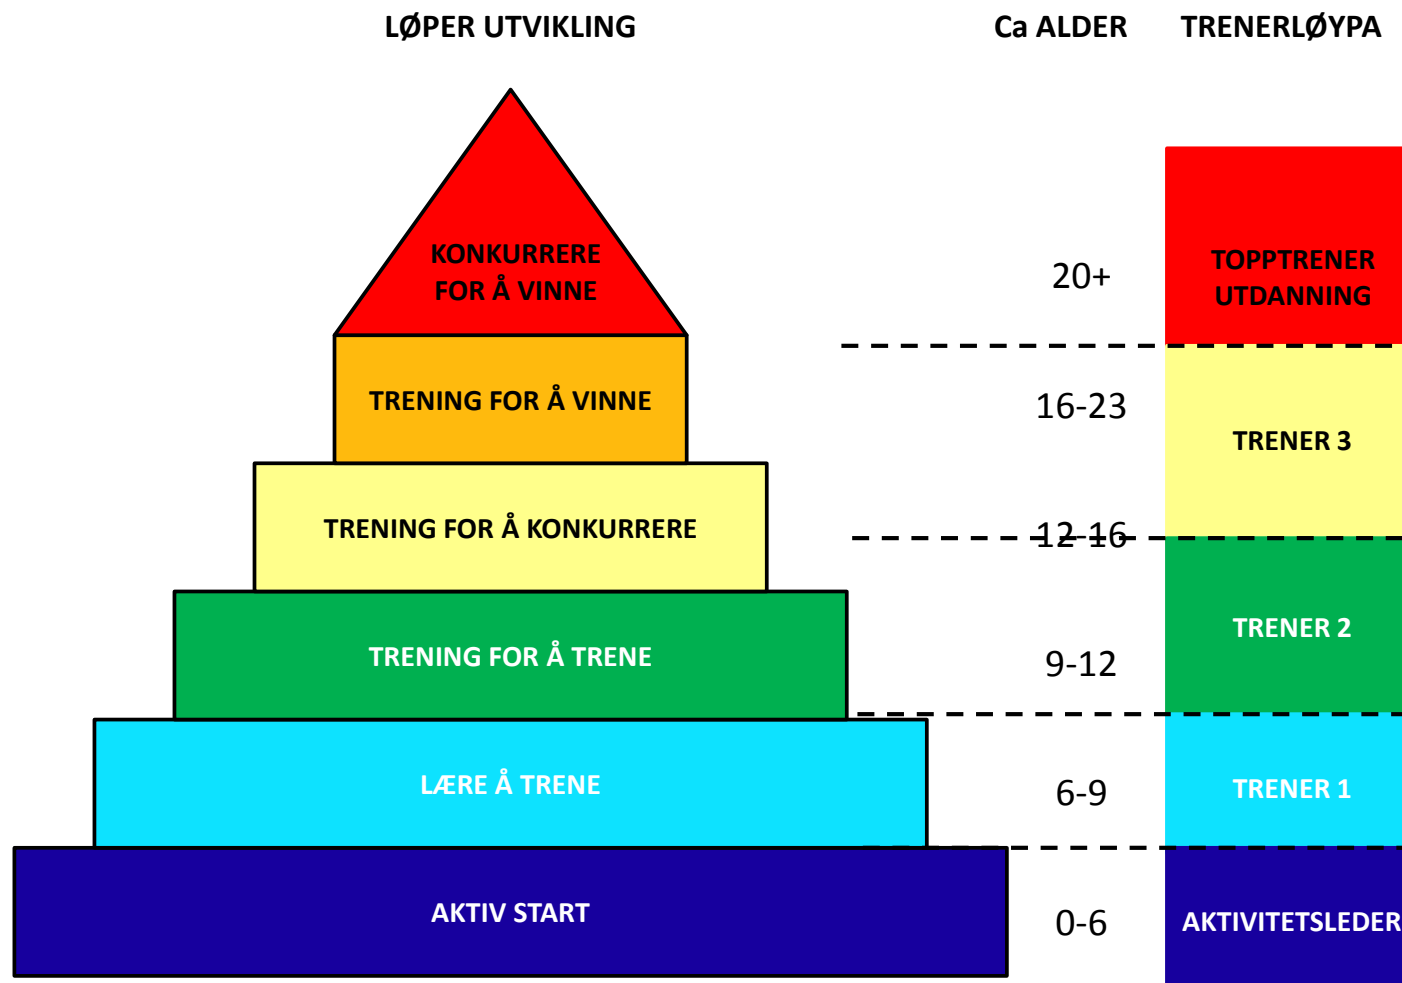 LØPER UTVIKLING
Ca ALDER
TRENERLØYPA
KONKURRERE
FOR Å VINNE
20+
TOPPTRENER
UTDANNING
TRENING FOR Å VINNE
16-23
TRENER 3
TRENING FOR Å KONKURRERE
12-16
TRENING FOR Å TRENE
9-12
TRENER 2
LÆRE Å TRENE
6-9
TRENER 1
AKTIV START
0-6
AKTIVITETSLEDER